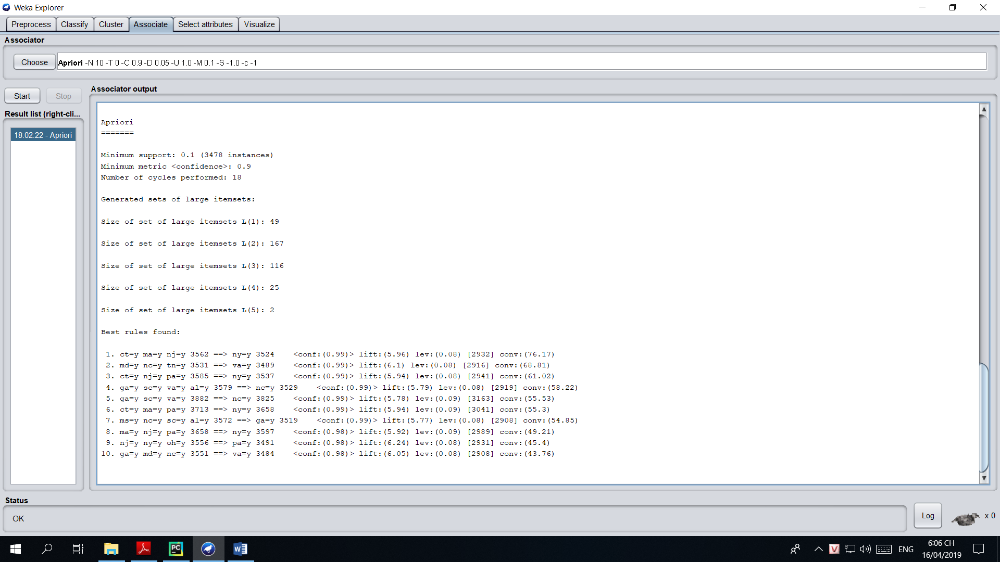 Weka Explorer
Preprocess Classify Cluster Associate Select attributes Visualize
Associator
Choose Apriori -N 10 -T 0 -C 0.9 -D 0.05 -U 1.0 -M 0.1 -S -1.0 -c -1
Start Stop
Associator output
Result list (right-cli...
18:02:22 - Apriori
Apriori
=======
Minimum support: 0.1 (3478 instances)
Minimum metric <confidence>: 0.9
Number of cycles performed: 18
Generated sets of large itemsets:
Size of set of large itemsets L(1): 49
Size of set of large itemsets L(2): 167
Size of set of large itemsets L(3): 116
Size of set of large itemsets L(4): 25
Size of set of large itemsets L(5): 2
Best rules found:
1. ct=y ma=y nj=y 3562 ==> ny=y 3524    <conf:(0.99)> lift:(5.96) lev:(0.08) [2932] conv:(76.17)
2. md=y nc=y tn=y 3531 ==> va=y 3489    <conf:(0.99)> lift:(6.1) lev:(0.08) [2916] conv:(68.81)
3. ct=y nj=y pa=y 3585 ==> ny=y 3537    <conf:(0.99)> lift:(5.94) lev:(0.08) [2941] conv:(61.02)
4. ga=y sc=y va=y al=y 3579 ==> nc=y 3529    <conf:(0.99)> lift:(5.79) lev:(0.08) [2919] conv:(58.22)
5. ga=y sc=y va=y 3882 ==> nc=y 3825    <conf:(0.99)> lift:(5.78) lev:(0.09) [3163] conv:(55.53)
6. ct=y ma=y pa=y 3713 ==> ny=y 3658    <conf:(0.99)> lift:(5.94) lev:(0.09) [3041] conv:(55.3)
7. ms=y nc=y sc=y al=y 3572 ==> ga=y 3519    <conf:(0.99)> lift:(5.77) lev:(0.08) [2908] conv:(54.85)
8. ma=y nj=y pa=y 3658 ==> ny=y 3597    <conf:(0.98)> lift:(5.92) lev:(0.09) [2989] conv:(49.21)
9. nj=y ny=y oh=y 3556 ==> pa=y 3491    <conf:(0.98)> lift:(6.24) lev:(0.08) [2931] conv:(45.4)
10. ga=y md=y nc=y 3551 ==> va=y 3484    <conf:(0.98)> lift:(6.05) lev:(0.08) [2908] conv:(43.76)
Status
OK
Log
x 0
PC
W
V
ENG
6:06 CH
16/04/2019